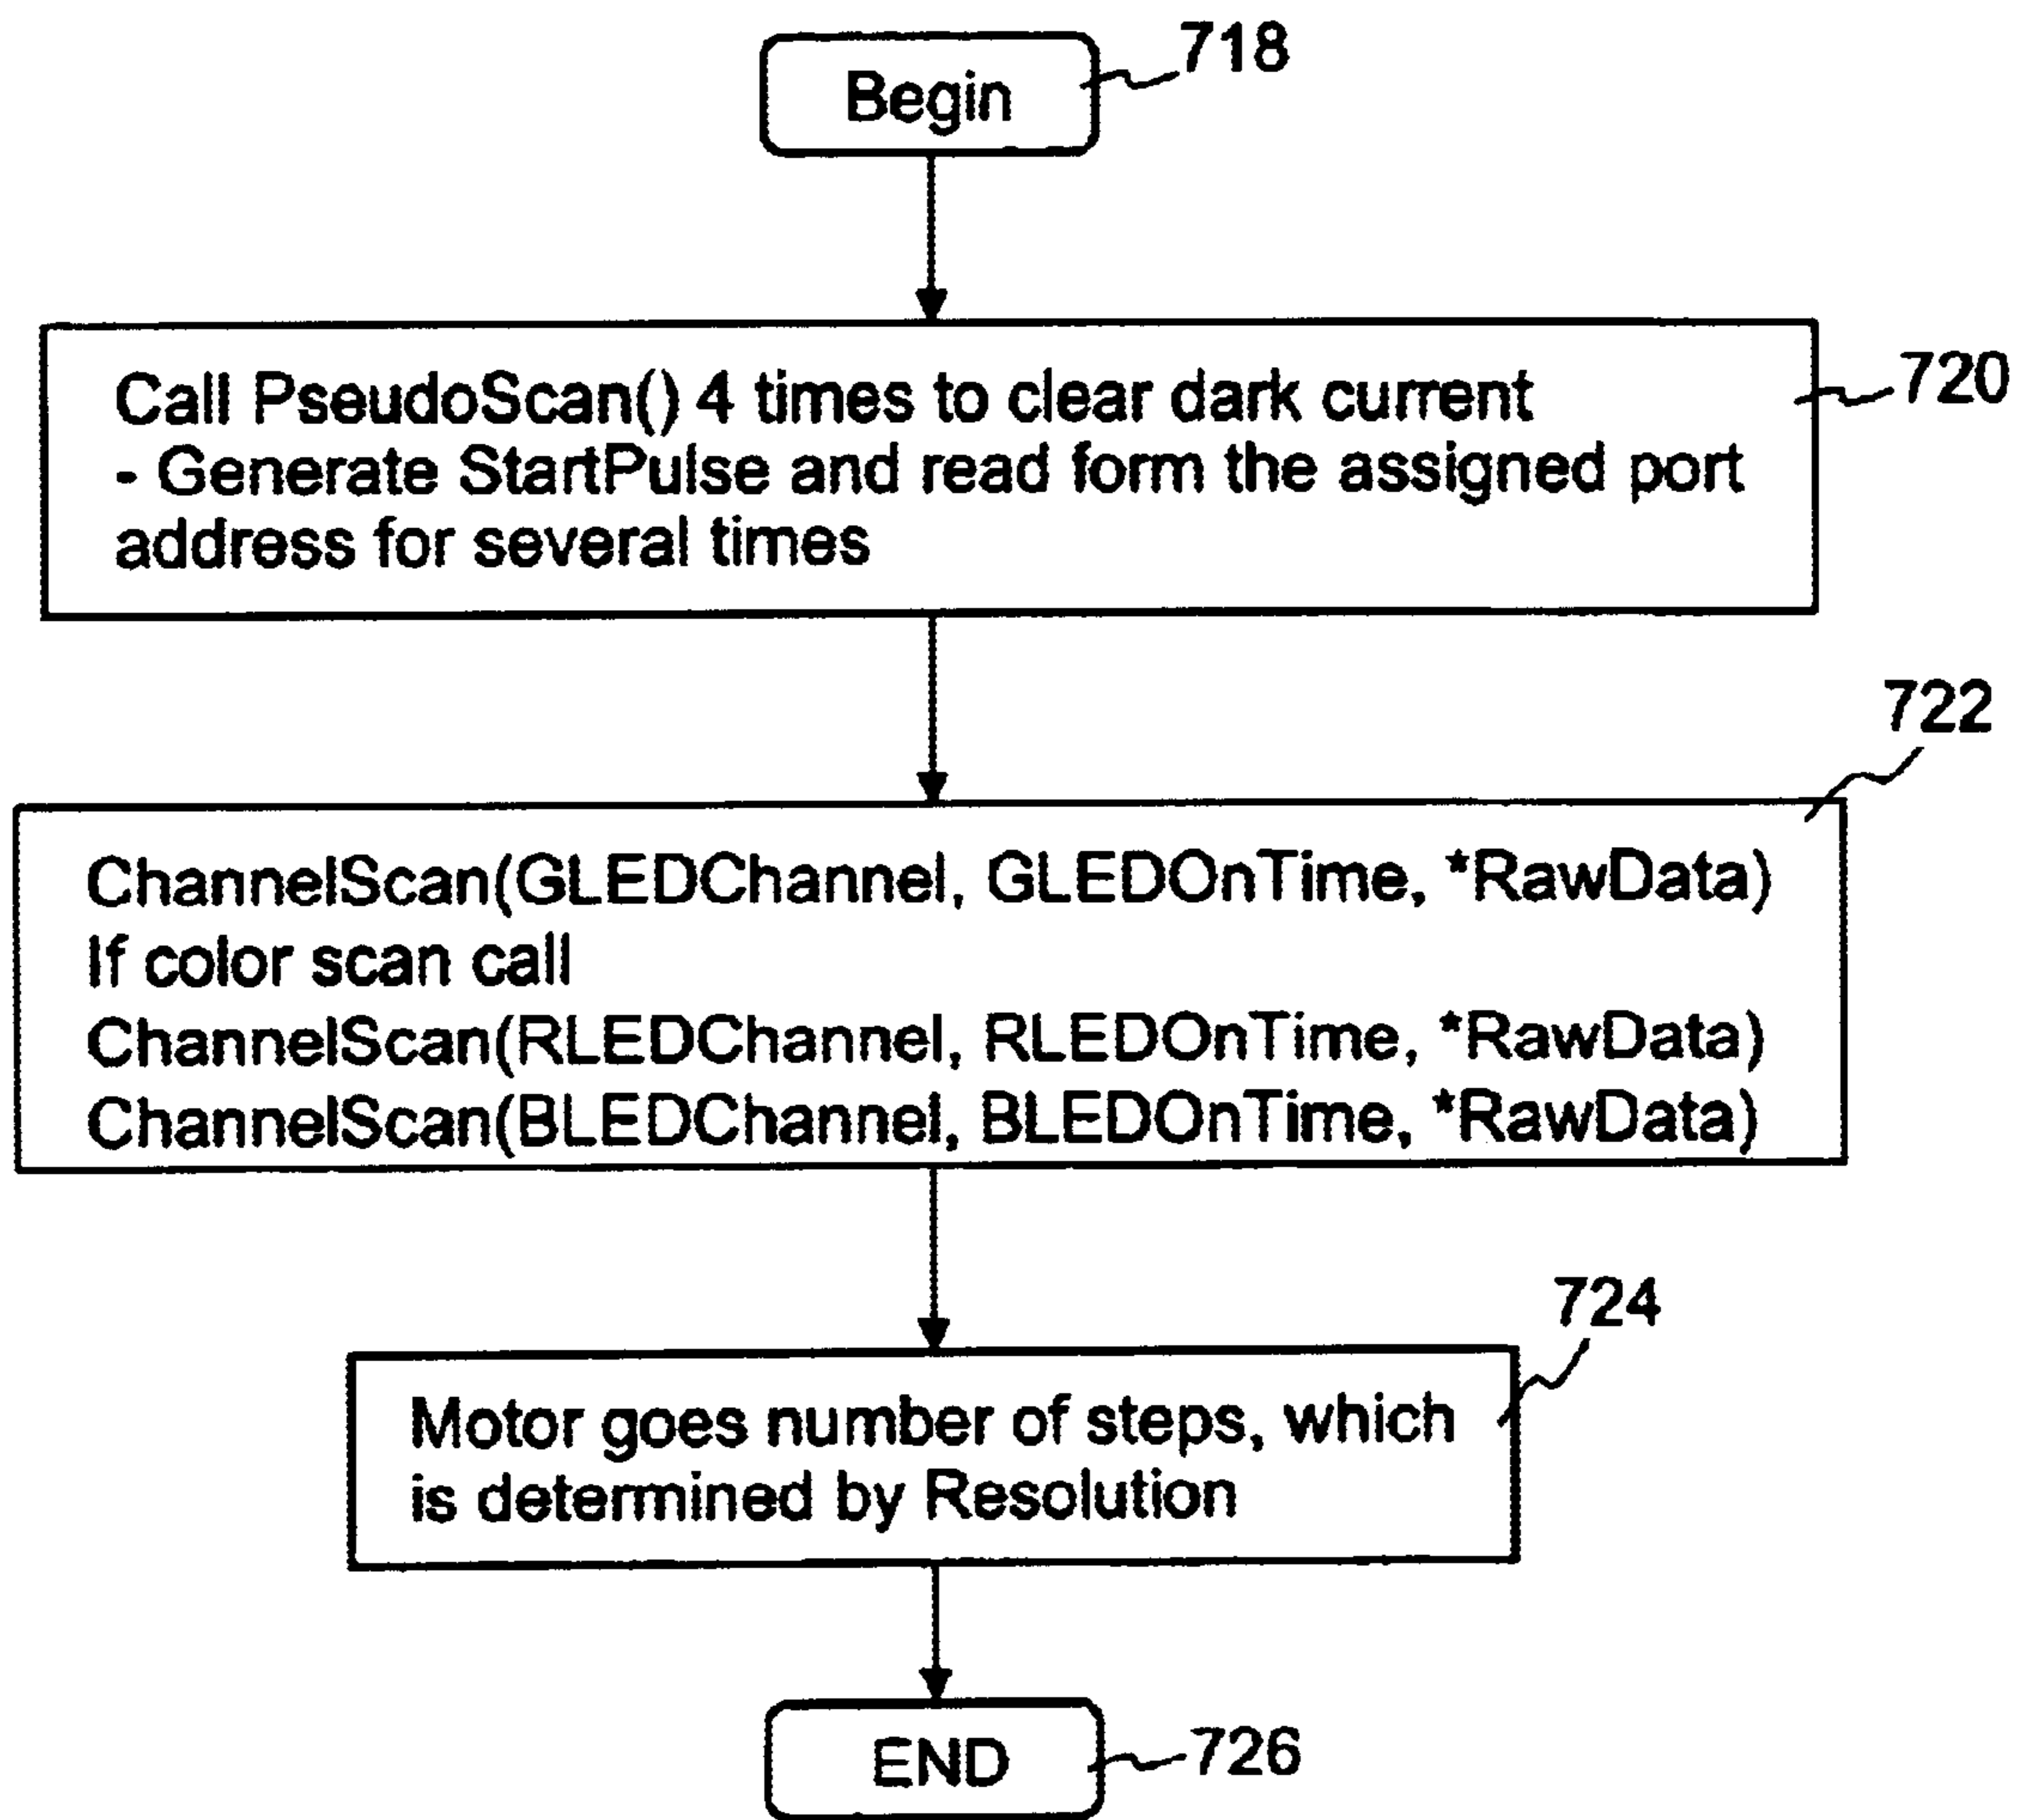 Begin
718
Call PseudoScan() 4 times to clear dark current
- Generate StartPulse and read form the assigned port
address for several times
720
722
ChannelScan(GLEDChannel, GLEDOnTime, *RawData)
If color scan call
ChannelScan(RLEDChannel, RLEDOnTime, *RawData)
ChannelScan(BLEDChannel, BLEDOnTime, *RawData)
724
Motor goes number of steps, which
is determined by Resolution
END
726